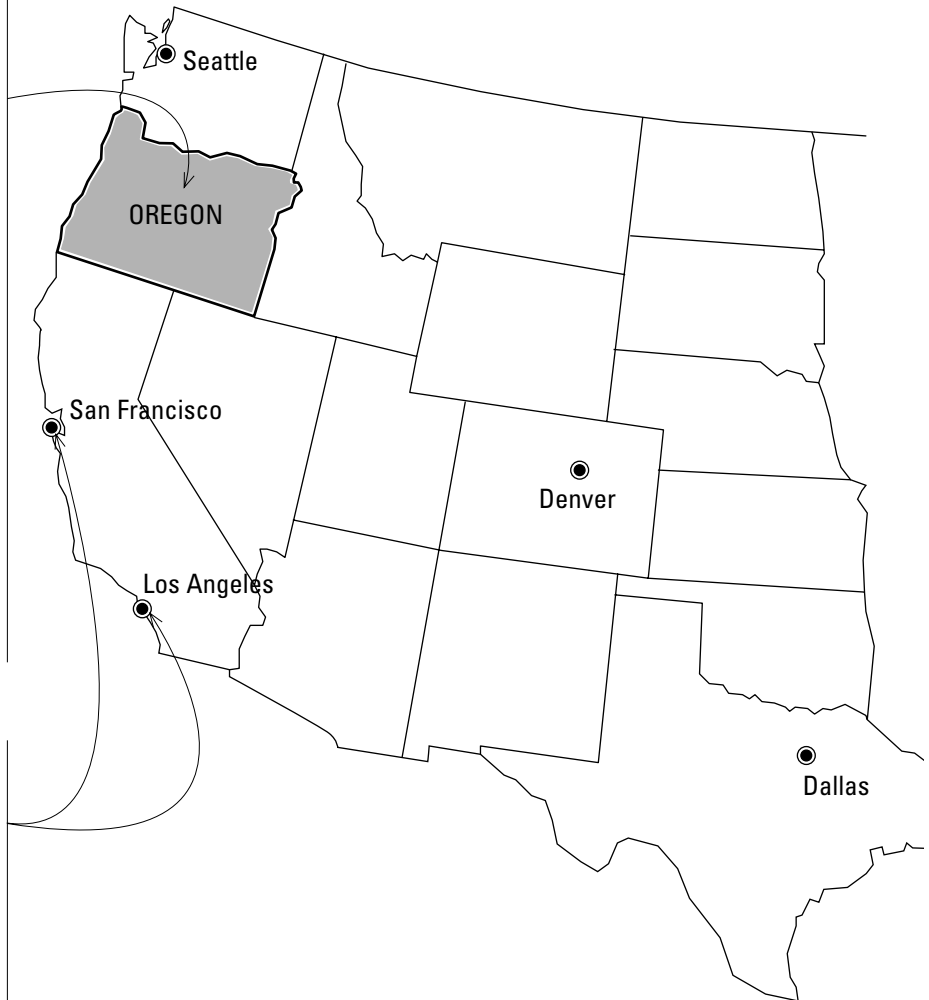 Seattle
OREGON
San Francisco
Denver
Los Angeles
Dallas